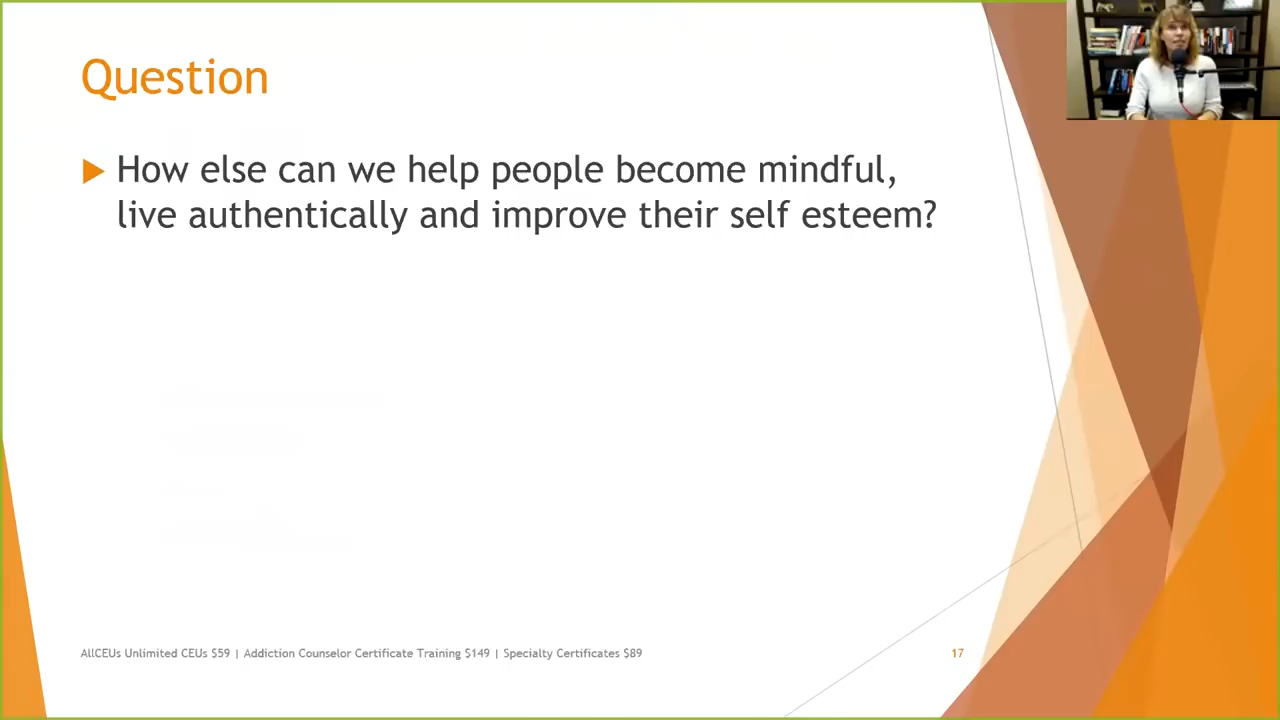 Question
How else can we help people become mindful,
live authentically and improve their self esteem?
AllCEUs Unlimited CEUs $59 | Addiction Counselor Certificate Training $149 | Specialty Certificates $89
17